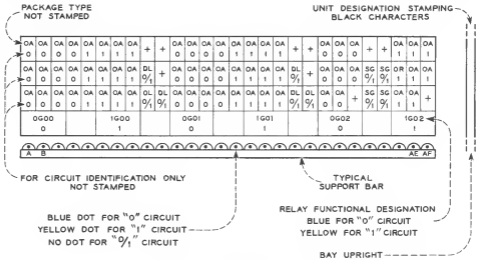 PACKAGE TYPE
NOT STAMPED
UNIT DESIGNATION STAMPING
BLACK CHARACTERS
OA OA OA OA OA OA OA OA + + OA OA OA OA OA OA OA OA + + OA OA OA + + OA OA OA
0 0 0 0 1 1 1 1 0 0 0 0 1 1 1 1 0 0 0 1 1 1
OA OA OA OA OA OA OA OA DL + OA OA OA OA OA OA OA OA DL + OA OA OA SG SG OR OA OA
0 0 0 0 1 1 1 1 0/1 0 0 0 0 1 1 1 1 0/1 0 0 0 0/1 0/1 1 1 1
OA OA OA OA OA OA OA OA DL DL OA OA OA OA OA OA OA OA DL DL OA OA + SG SG OA OA +
0 0 0 0 1 1 1 1 0/1 0/1 0 0 0 0 1 1 1 1 0/1 0/1 0 0 0/1 0/1 1 1
0G00 1G00 0G01 1G01 0G02 1G02
0 1 0 1 0 1
A B AE AF
FOR CIRCUIT IDENTIFICATION ONLY
NOT STAMPED
TYPICAL
SUPPORT BAR
BLUE DOT FOR "0" CIRCUIT
YELLOW DOT FOR "1" CIRCUIT
NO DOT FOR "0/1" CIRCUIT
RELAY FUNCTIONAL DESIGNATION
BLUE FOR "0" CIRCUIT
YELLOW FOR "1" CIRCUIT
BAY UPRIGHT